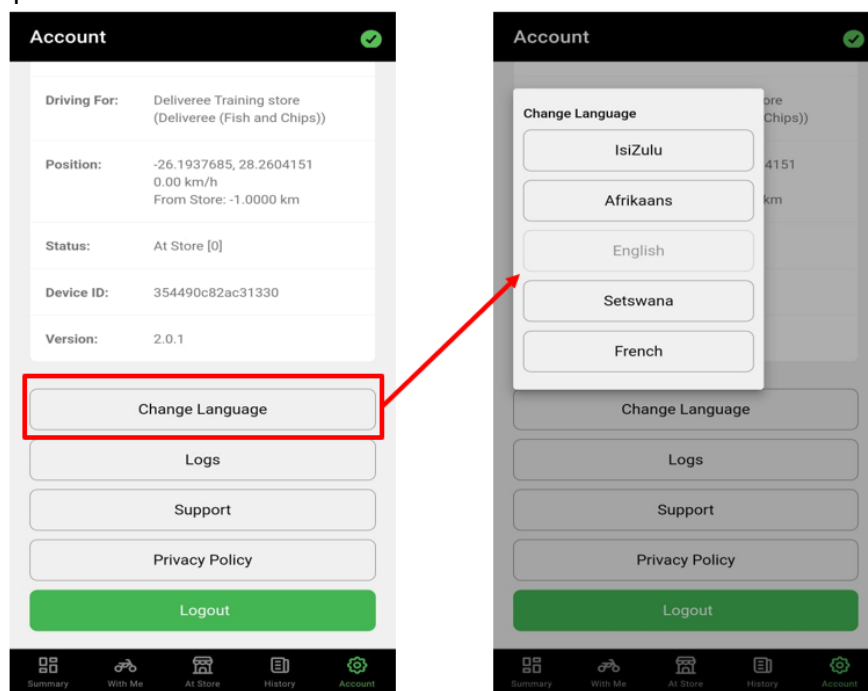 Account
Driving For:
Deliveree Training store
(Deliveree (Fish and Chips))
Position:
-26.1937685, 28.2604151
0.00 km/h
From Store: -1.0000 km
Status:
At Store [0]
Device ID:
354490c82ac31330
Version:
2.0.1
Change Language
Logs
Support
Privacy Policy
Logout
Summary
With Me
At Store
History
Account
Account
ore
Chips))
4151
km
Change Language
IsiZulu
Afrikaans
English
Setswana
French
Change Language
Logs
Support
Privacy Policy
Logout
Summary
With Me
At Store
History
Account